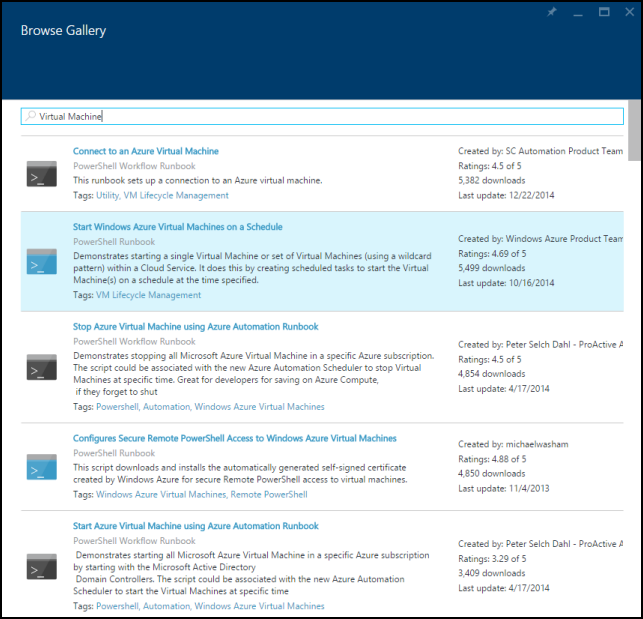 Browse Gallery
Virtual Machine
Connect to an Azure Virtual Machine
PowerShell Workflow Runbook
This runbook sets up a connection to an Azure virtual machine.
Tags: Utility, VM Lifecycle Management
Created by: SC Automation Product Team
Ratings: 4.5 of 5
5,382 downloads
Last update: 12/22/2014
Start Windows Azure Virtual Machines on a Schedule
PowerShell Runbook
Demonstrates starting a single Virtual Machine or set of Virtual Machines (using a wildcard
pattern) within a Cloud Service. It does this by creating scheduled tasks to start the Virtual
Machine(s) on a schedule at the time specified.
Tags: VM Lifecycle Management
Created by: Windows Azure Product Team
Ratings: 4.69 of 5
5,499 downloads
Last update: 10/16/2014
Stop Azure Virtual Machine using Azure Automation Runbook
PowerShell Workflow Runbook
Demonstrates stopping all Microsoft Azure Virtual Machine in a specific Azure subscription.
The script could be associated with the new Azure Automation Scheduler to stop Virtual
Machines at specific time. Great for developers for saving on Azure Compute,
if they forget to shut
Tags: Powershell, Automation, Windows Azure Virtual Machines
Created by: Peter Selch Dahl - ProActive A
Ratings: 4.5 of 5
4,854 downloads
Last update: 4/17/2014
Configures Secure Remote PowerShell Access to Windows Azure Virtual Machines
PowerShell Runbook
This script downloads and installs the automatically generated self-signed certificate
created by Windows Azure for secure Remote PowerShell access to virtual machines.
Tags: Windows Azure Virtual Machines, Remote PowerShell
Created by: michaelwasham
Ratings: 4.88 of 5
4,850 downloads
Last update: 11/4/2013
Start Azure Virtual Machine using Azure Automation Runbook
PowerShell Workflow Runbook
Demonstrates starting all Microsoft Azure Virtual Machine in a specific Azure subscription
by starting with the Microsoft Active Directory
Domain Controllers. The script could be associated with the new Azure Automation
Scheduler to start the Virtual Machines at specific time
Tags: Powershell, Automation, Windows Azure Virtual Machines
Created by: Peter Selch Dahl - ProActive A
Ratings: 3.29 of 5
3,409 downloads
Last update: 4/17/2014